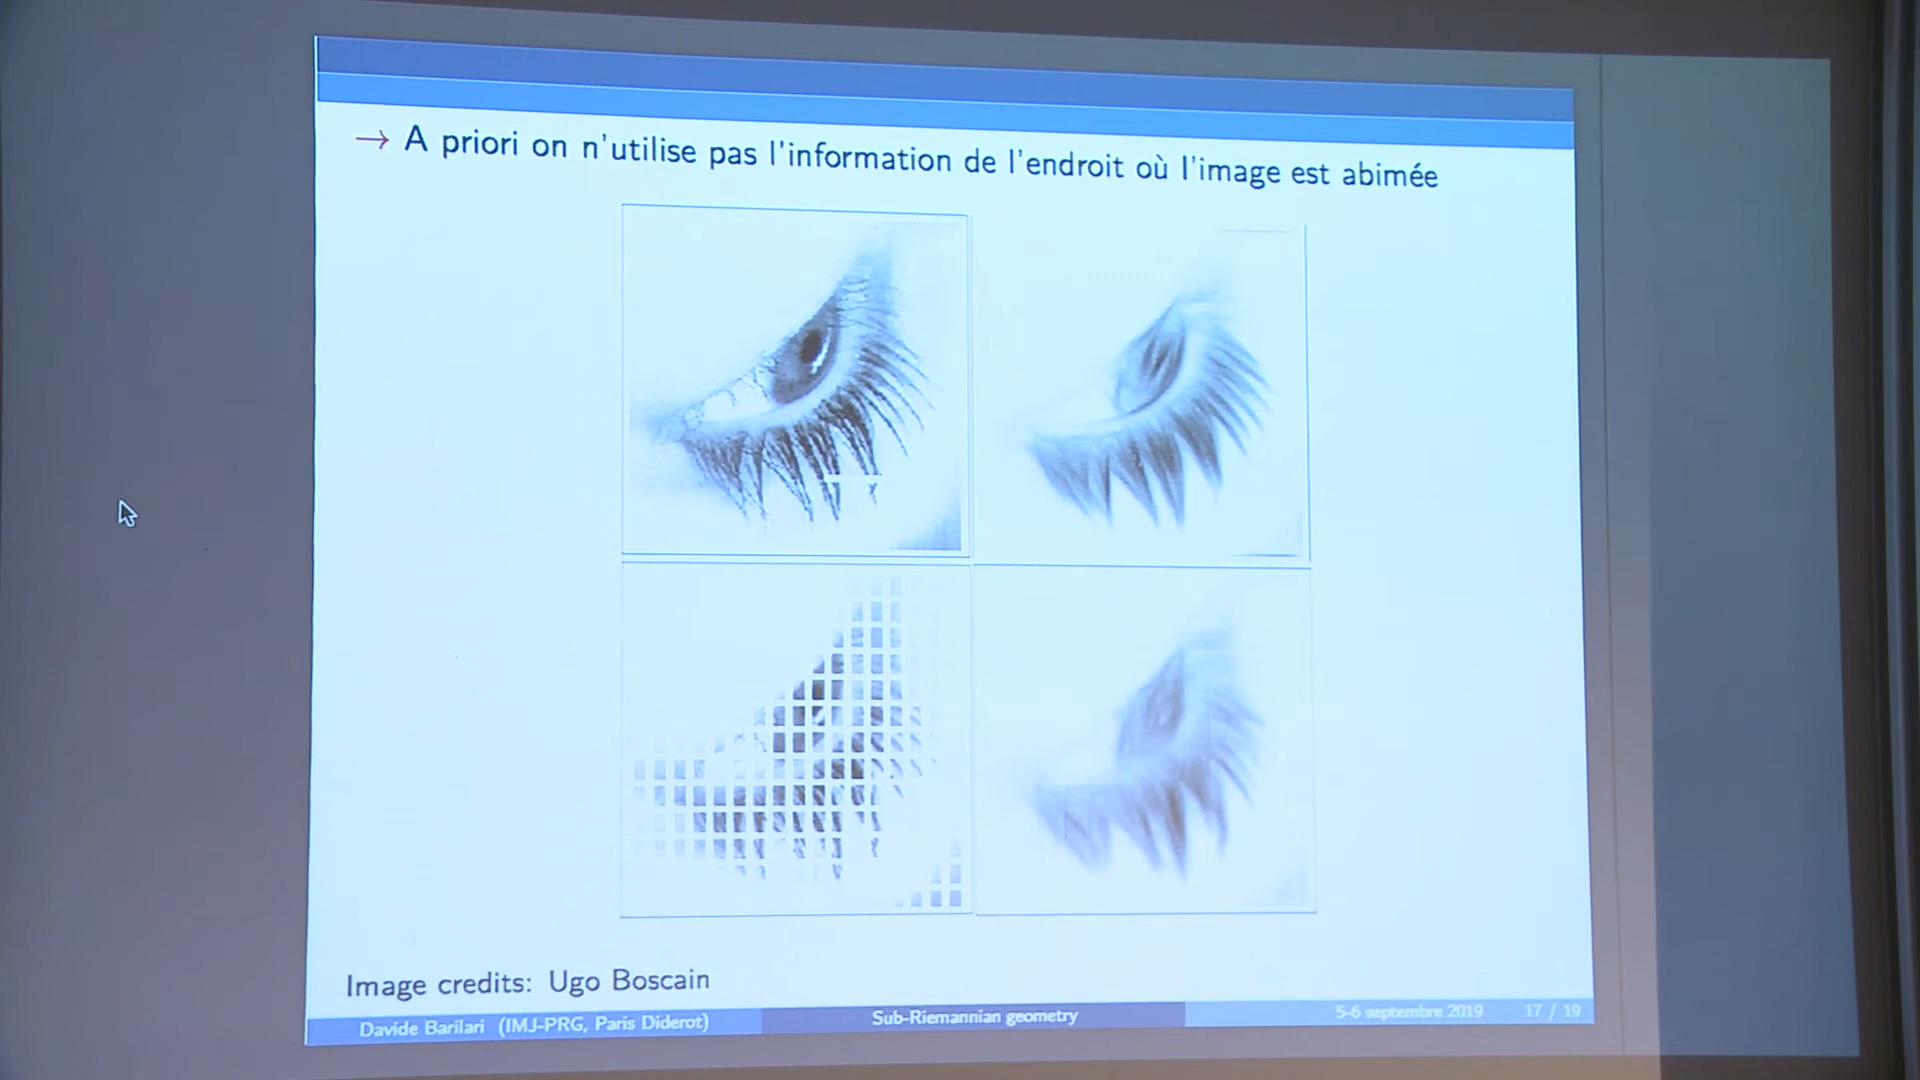 → A priori on n'utilise pas l'information de l'endroit où l'image est abimée
Image credits: Ugo Boscain
Davide Barilari (IMJ-PRG, Paris Diderot)
Sub-Riemannian geometry
5-6 septembre 2019
17 / 19